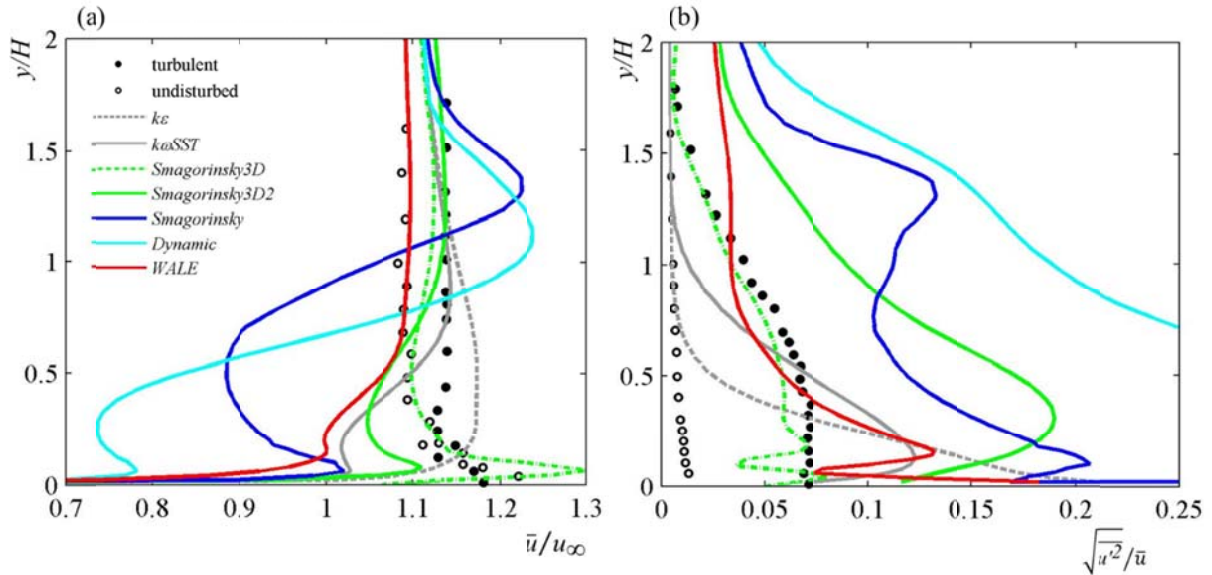 (a)
y/H
2
1.5
1
0.5
0
turbulent
undisturbed
kε
kωSST
Smagorinsky3D
Smagorinsky3D2
Smagorinsky
Dynamic
WALE
0.7 0.8 0.9 1 1.1 1.2 1.3
ū/u∞
(b)
y/H
2
1.5
1
0.5
0
0 0.05 0.1 0.15 0.2 0.25
√u'²/ū